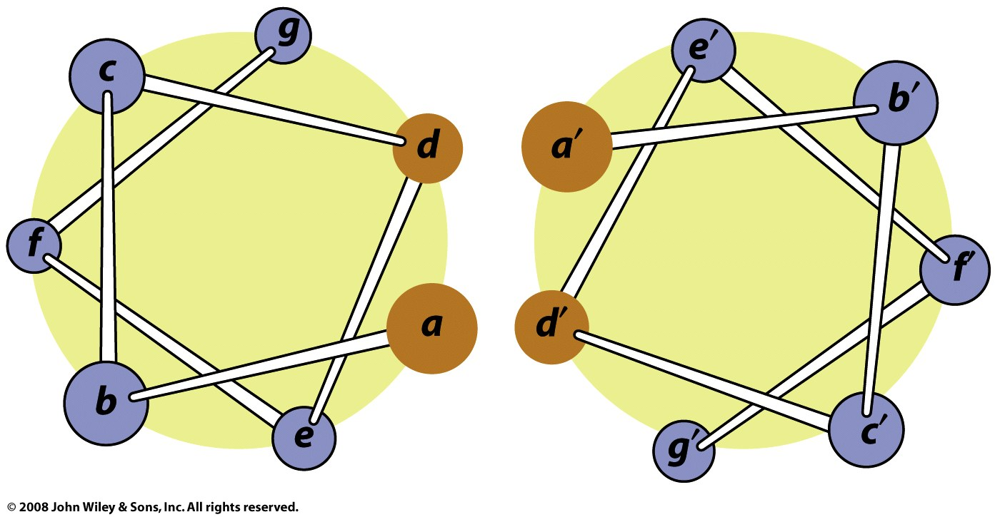 g
c
d
f
a
b
e
e′
b′
a′
f′
d′
c′
g′
© 2008 John Wiley & Sons, Inc. All rights reserved.